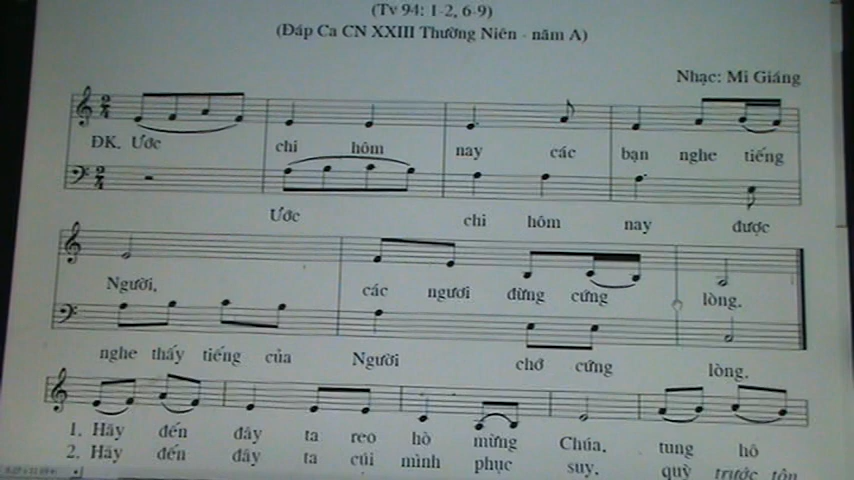 (Tv 94: 1-2, 6-9)
(Đáp Ca CN XXIII Thường Niên - năm A)
Nhạc: Mi Giáng
ĐK. Ước chi hôm nay các bạn nghe tiếng
Ước chi hôm nay được
Người, các ngươi đừng cứng lòng.
nghe thấy tiếng của Người chớ cứng lòng.
1. Hãy đến đây ta reo hò mừng Chúa, tung hô
2. Hãy đến đây ta cúi mình phục suy, quỳ trước tôn